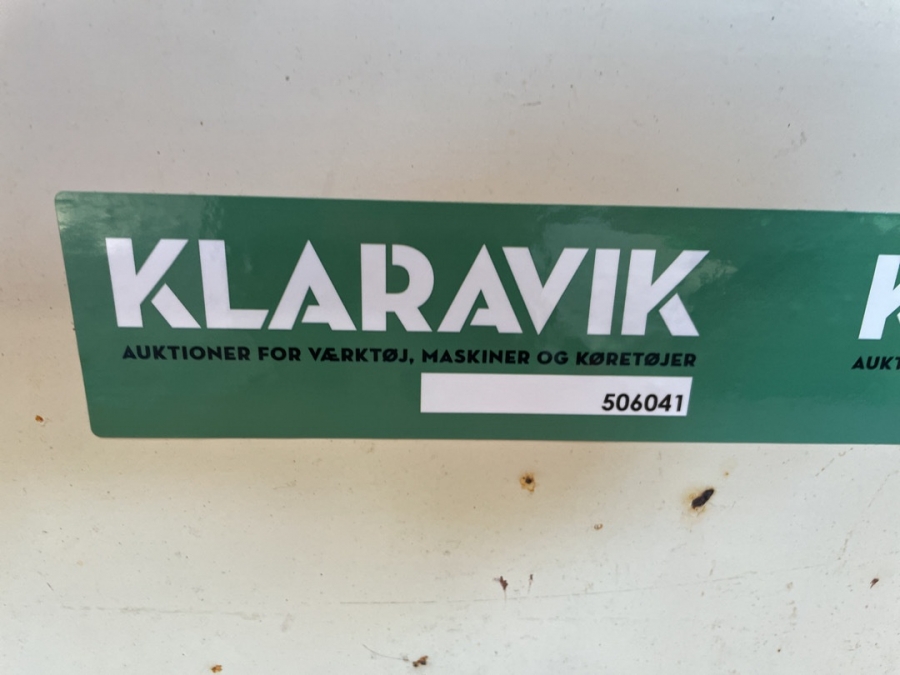 KLARAVIK
AUKTIONER FOR VÆRKTØJ, MASKINER OG KØRETØJER
506041